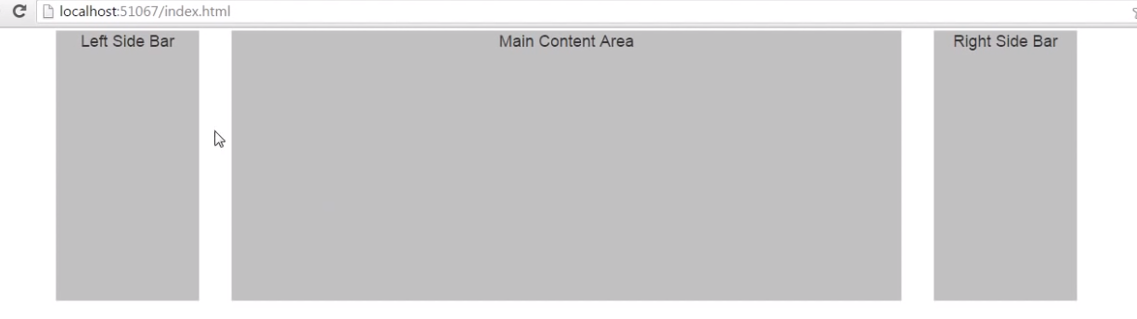 localhost:51067/index.html
Left Side Bar
Main Content Area
Right Side Bar